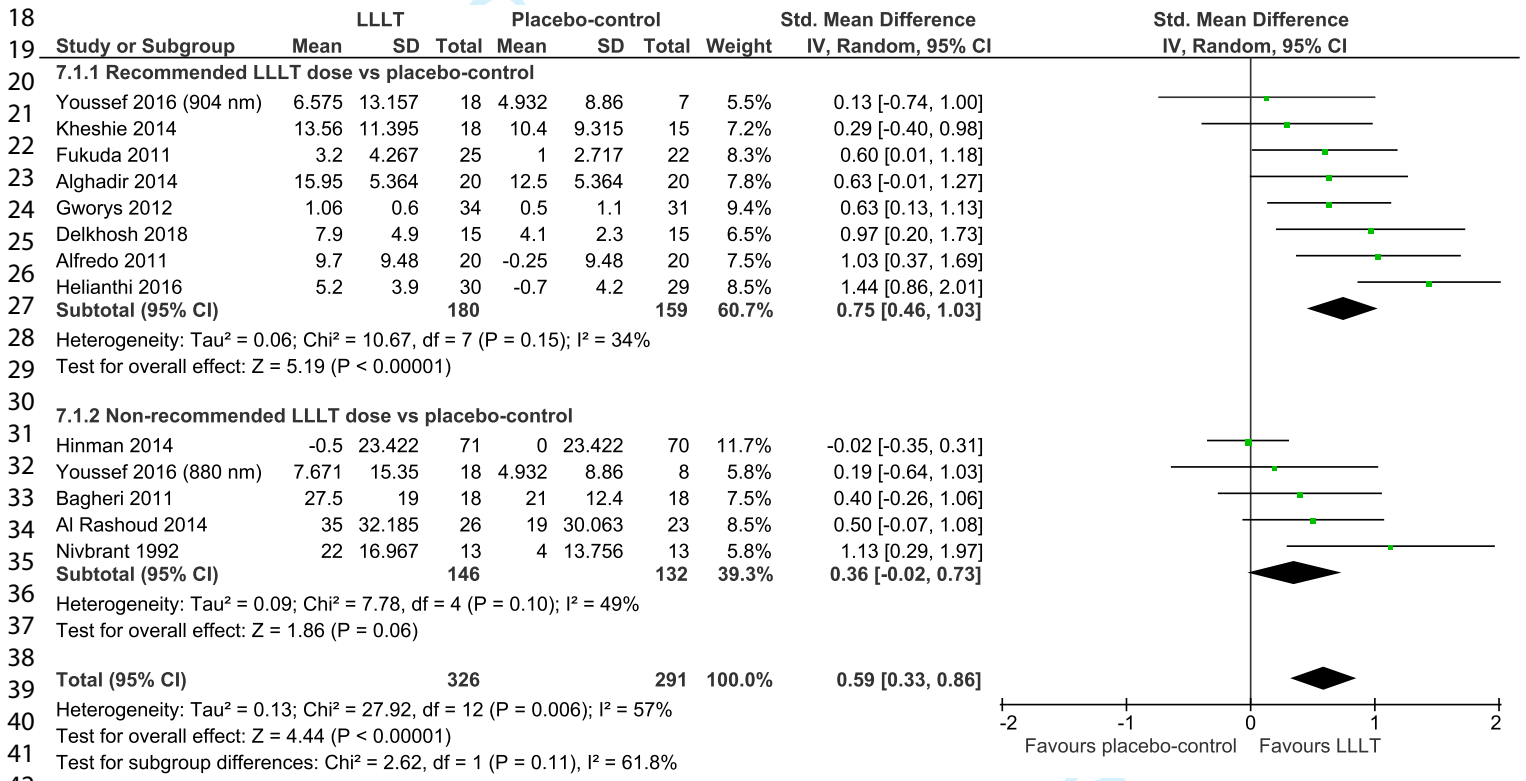 18 LLLT Placebo-control Std. Mean Difference Std. Mean Difference
19 Study or Subgroup Mean SD Total Mean SD Total Weight IV, Random, 95% CI IV, Random, 95% CI
20 7.1.1 Recommended LLLT dose vs placebo-control
21 Youssef 2016 (904 nm) 6.575 13.157 18 4.932 8.86 7 5.5% 0.13 [-0.74, 1.00]
Kheshie 2014 13.56 11.395 18 10.4 9.315 15 7.2% 0.29 [-0.40, 0.98]
22 Fukuda 2011 3.2 4.267 25 1 2.717 22 8.3% 0.60 [0.01, 1.18]
23 Alghadir 2014 15.95 5.364 20 12.5 5.364 20 7.8% 0.63 [-0.01, 1.27]
24 Gworys 2012 1.06 0.6 34 0.5 1.1 31 9.4% 0.63 [0.13, 1.13]
25 Delkhosh 2018 7.9 4.9 15 4.1 2.3 15 6.5% 0.97 [0.20, 1.73]
26 Alfredo 2011 9.7 9.48 20 -0.25 9.48 20 7.5% 1.03 [0.37, 1.69]
Helianthi 2016 5.2 3.9 30 -0.7 4.2 29 8.5% 1.44 [0.86, 2.01]
27 Subtotal (95% CI) 180 159 60.7% 0.75 [0.46, 1.03]
28 Heterogeneity: Tau² = 0.06; Chi² = 10.67, df = 7 (P = 0.15); I² = 34%
29 Test for overall effect: Z = 5.19 (P < 0.00001)
30
7.1.2 Non-recommended LLLT dose vs placebo-control
31 Hinman 2014 -0.5 23.422 71 0 23.422 70 11.7% -0.02 [-0.35, 0.31]
32 Youssef 2016 (880 nm) 7.671 15.35 18 4.932 8.86 8 5.8% 0.19 [-0.64, 1.03]
33 Bagheri 2011 27.5 19 18 21 12.4 18 7.5% 0.40 [-0.26, 1.06]
34 Al Rashoud 2014 35 32.185 26 19 30.063 23 8.5% 0.50 [-0.07, 1.08]
35 Nivbrant 1992 22 16.967 13 4 13.756 13 5.8% 1.13 [0.29, 1.97]
Subtotal (95% CI) 146 132 39.3% 0.36 [-0.02, 0.73]
36 Heterogeneity: Tau² = 0.09; Chi² = 7.78, df = 4 (P = 0.10); I² = 49%
37 Test for overall effect: Z = 1.86 (P = 0.06)
38
39 Total (95% CI) 326 291 100.0% 0.59 [0.33, 0.86]
40 Heterogeneity: Tau² = 0.13; Chi² = 27.92, df = 12 (P = 0.006); I² = 57%
-2 -1 0 1 2
Test for overall effect: Z = 4.44 (P < 0.00001)
Favours placebo-control Favours LLLT
41 Test for subgroup differences: Chi² = 2.62, df = 1 (P = 0.11), I² = 61.8%